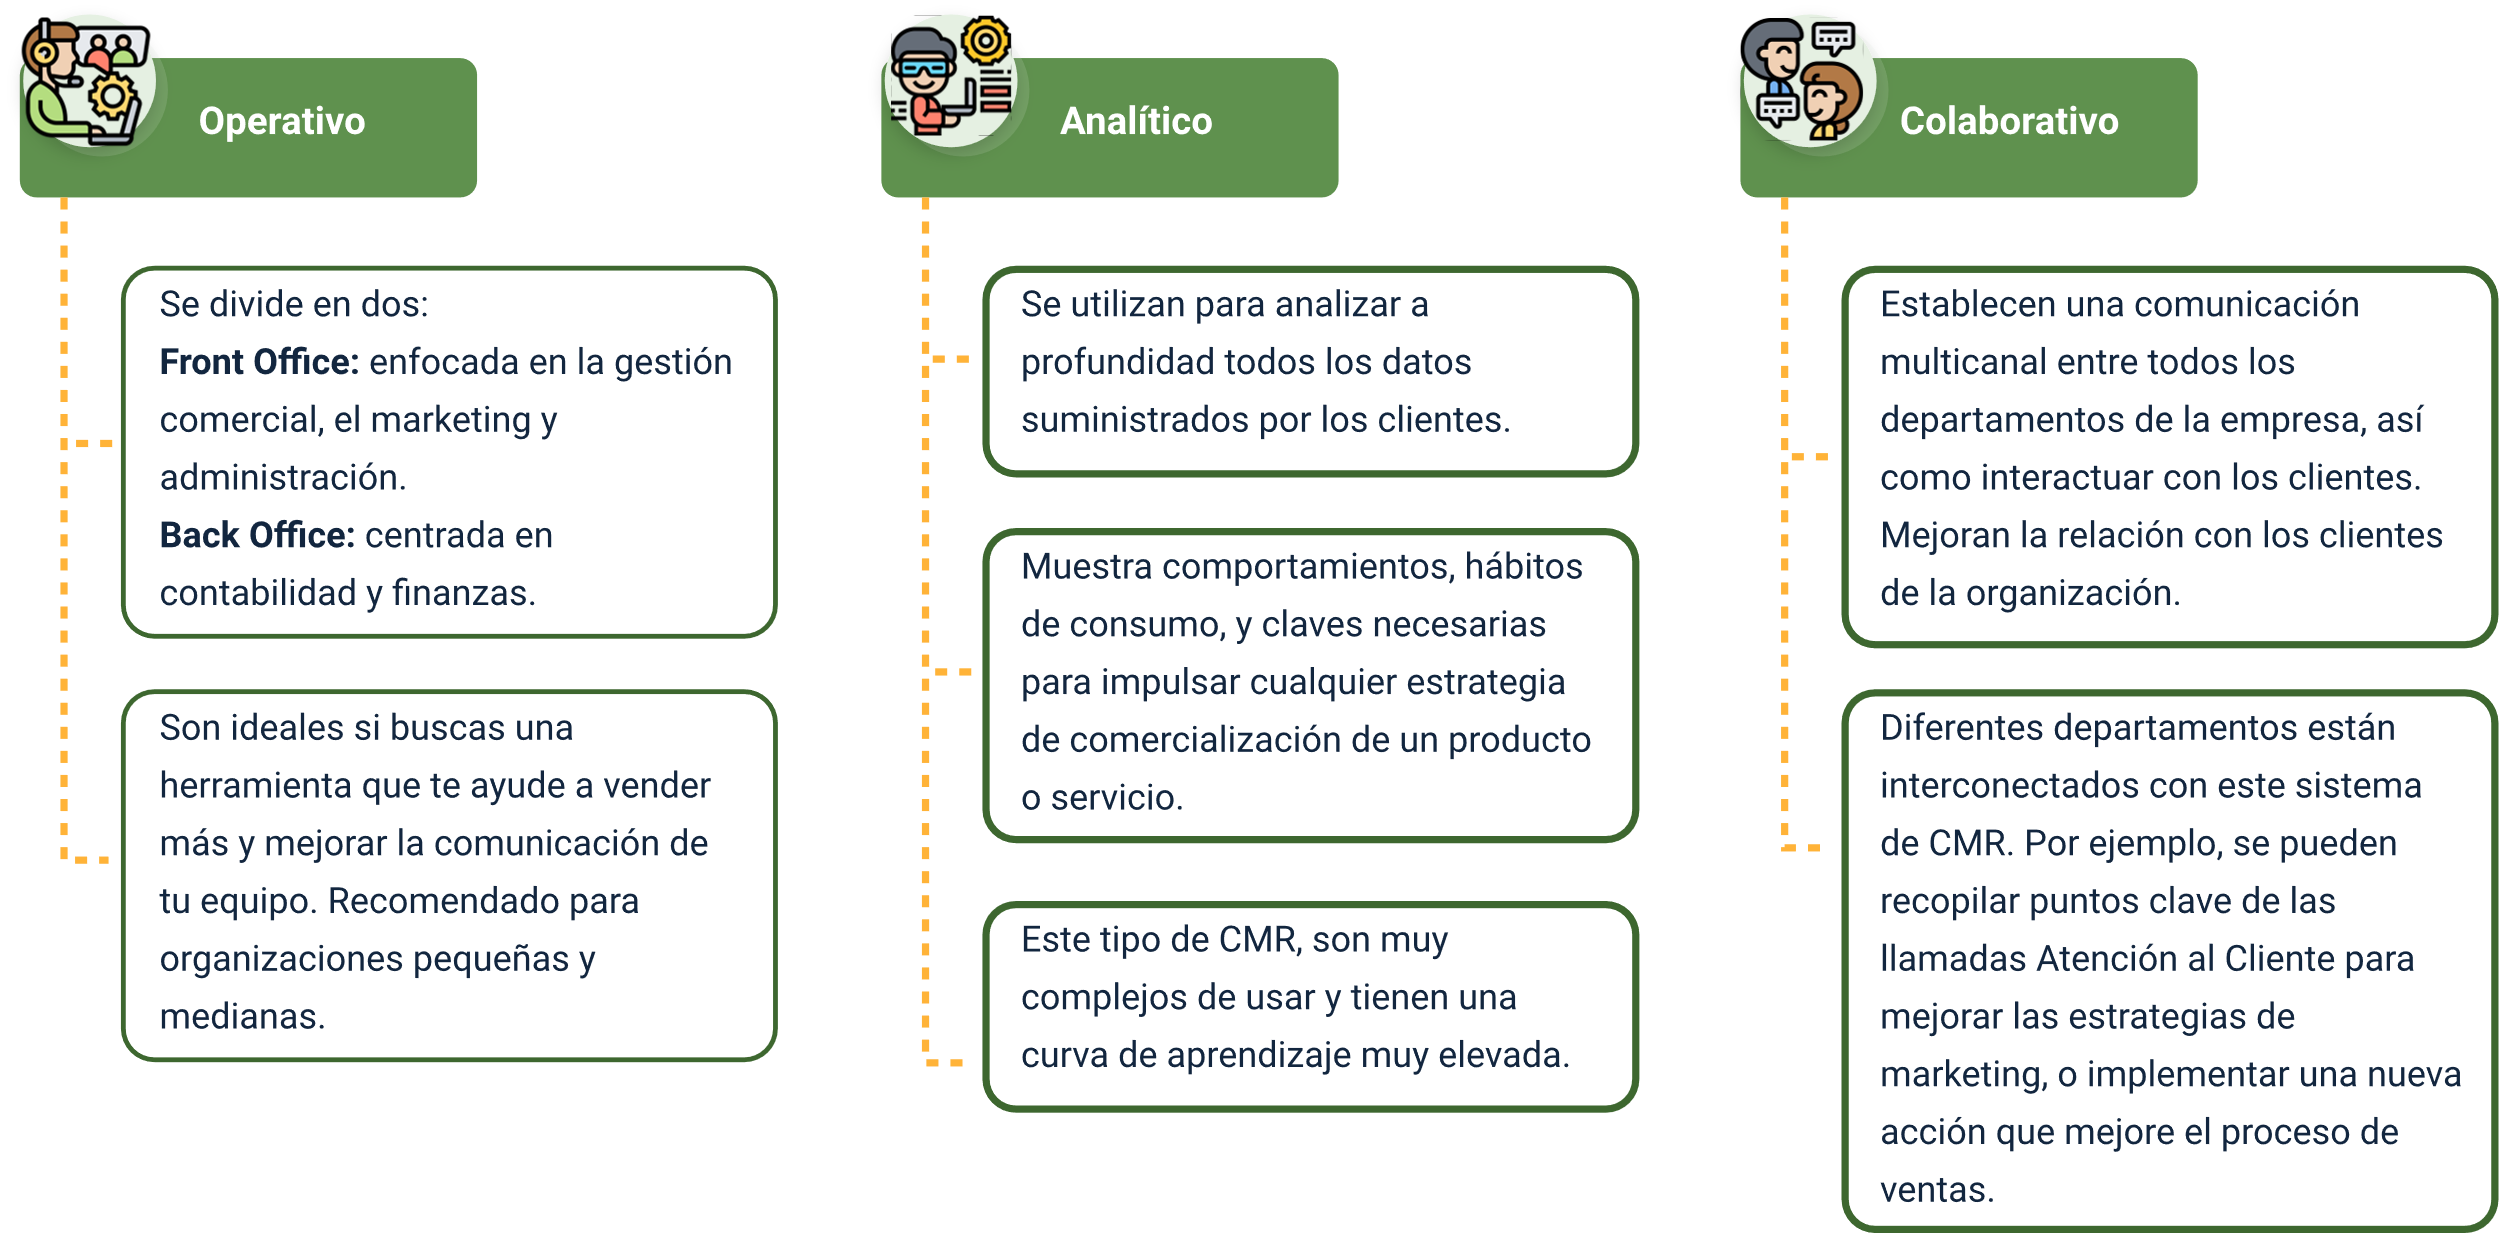 Operativo
Se divide en dos:
Front Office: enfocada en la gestión
comercial, el marketing y
administración.
Back Office: centrada en
contabilidad y finanzas.
Son ideales si buscas una
herramienta que te ayude a vender
más y mejorar la comunicación de
tu equipo. Recomendado para
organizaciones pequeñas y
medianas.
Analítico
Se utilizan para analizar a
profundidad todos los datos
suministrados por los clientes.
Muestra comportamientos, hábitos
de consumo, y claves necesarias
para impulsar cualquier estrategia
de comercialización de un producto
o servicio.
Este tipo de CMR, son muy
complejos de usar y tienen una
curva de aprendizaje muy elevada.
Colaborativo
Establecen una comunicación
multicanal entre todos los
departamentos de la empresa, así
como interactuar con los clientes.
Mejoran la relación con los clientes
de la organización.
Diferentes departamentos están
interconectados con este sistema
de CMR. Por ejemplo, se pueden
recopilar puntos clave de las
llamadas Atención al Cliente para
mejorar las estrategias de
marketing, o implementar una nueva
acción que mejore el proceso de
ventas.